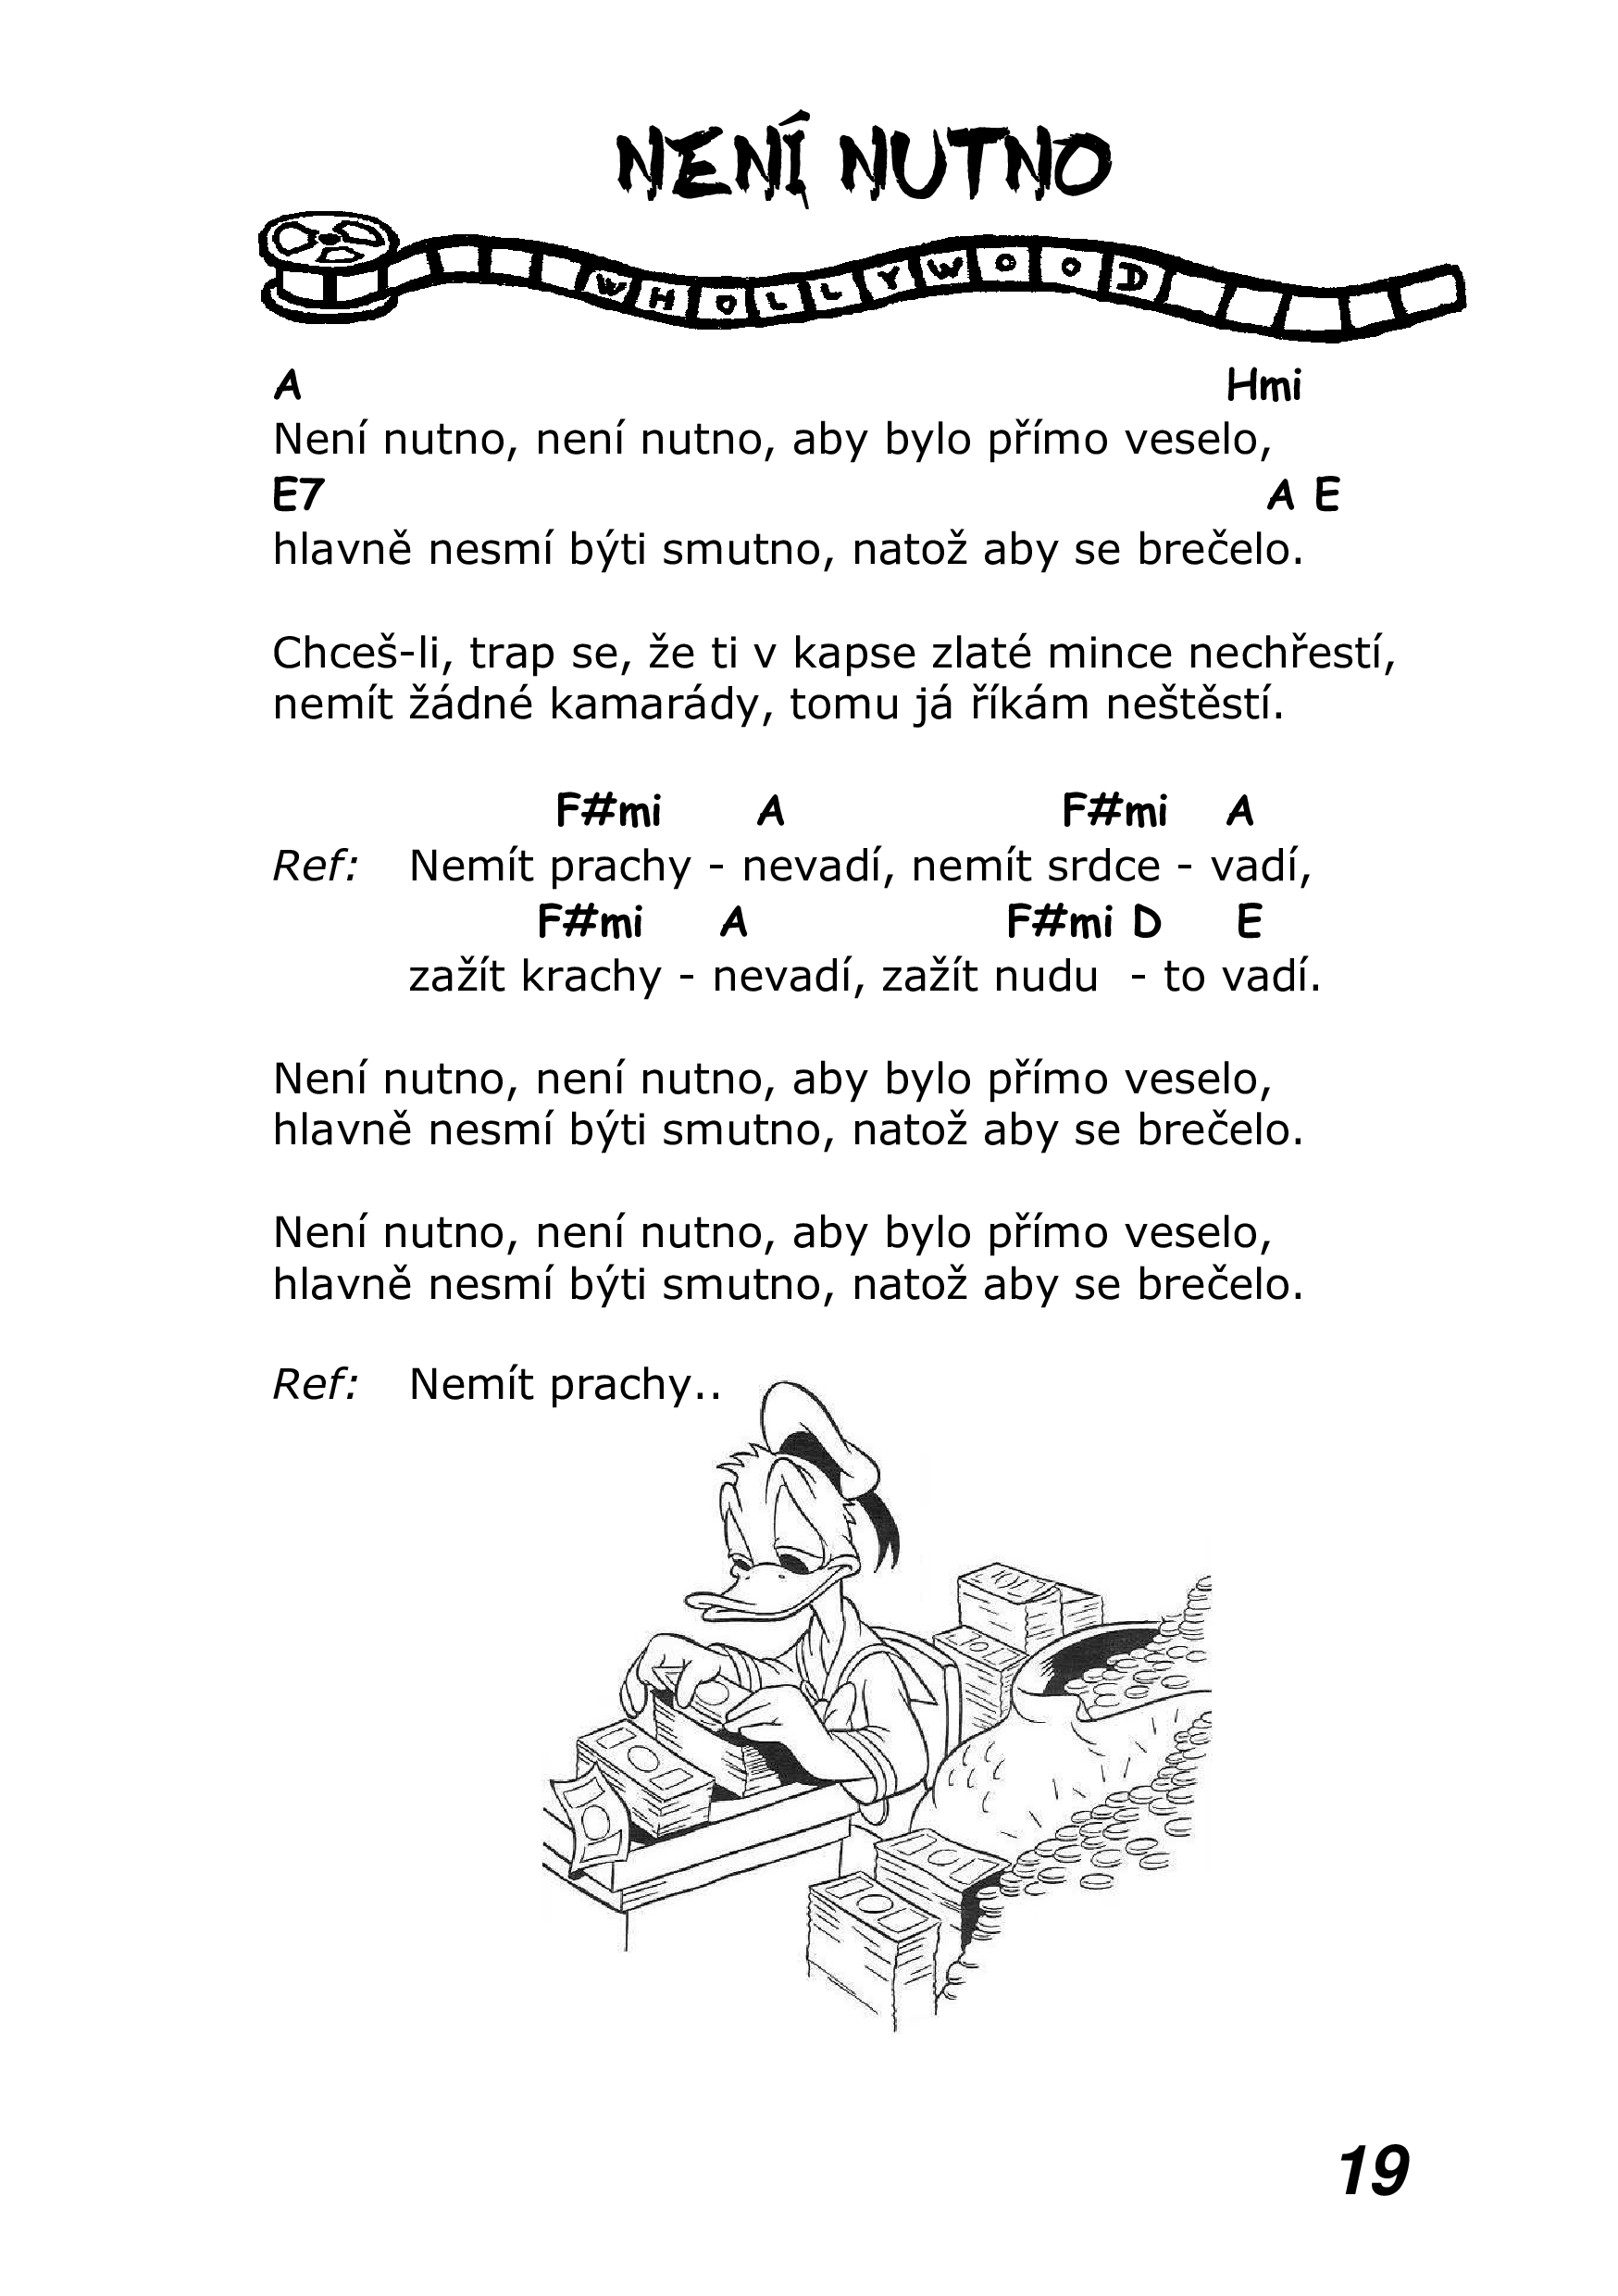 NENÍ NUTNO
WHOLLYWOOD
A Hmi
Není nutno, není nutno, aby bylo přímo veselo,
E7 A E
hlavně nesmí býti smutno, natož aby se brečelo.
Chceš-li, trap se, že ti v kapse zlaté mince nechřestí,
nemít žádné kamarády, tomu já říkám neštěstí.
F#mi A F#mi A
Ref: Nemít prachy - nevadí, nemít srdce - vadí,
F#mi A F#mi D E
zažít krachy - nevadí, zažít nudu - to vadí.
Není nutno, není nutno, aby bylo přímo veselo,
hlavně nesmí býti smutno, natož aby se brečelo.
Není nutno, není nutno, aby bylo přímo veselo,
hlavně nesmí býti smutno, natož aby se brečelo.
Ref: Nemít prachy..
19